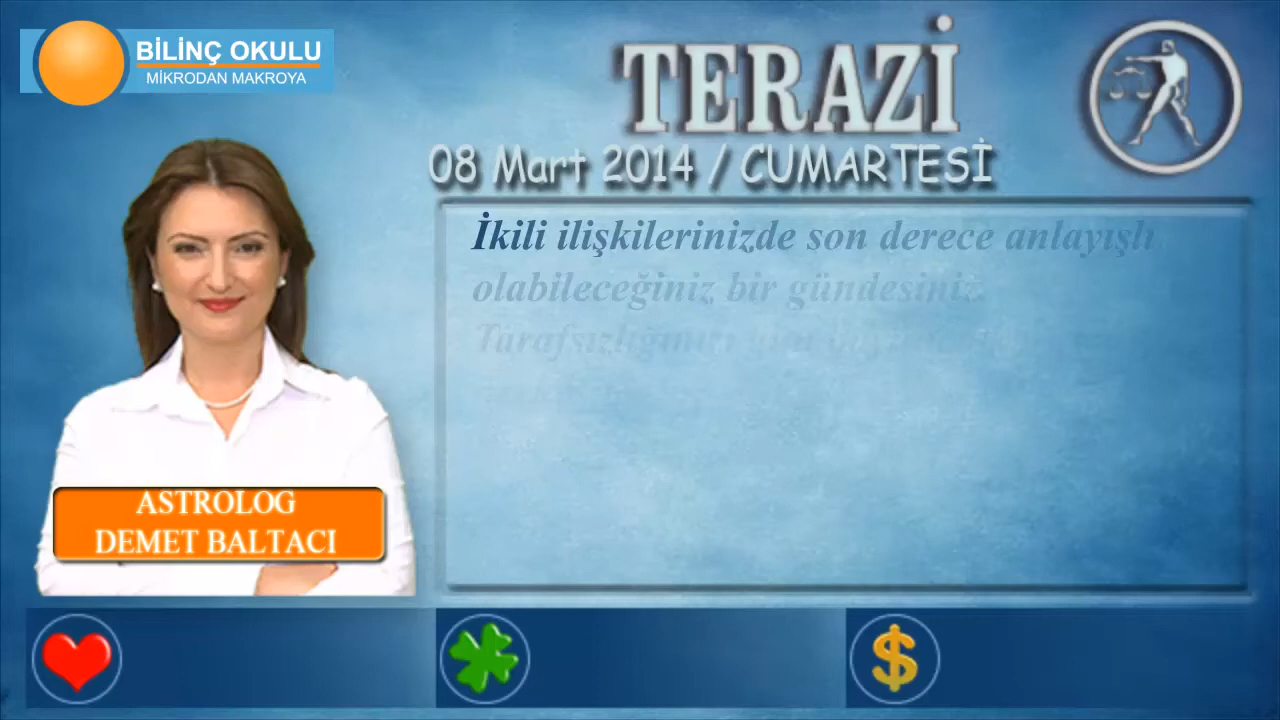 BİLİNÇ OKULU
MİKRODAN MAKROYA
TERAZİ
08 Mart 2014 / CUMARTESİ
İkili ilişkilerinizde son derece anlayışlı
olabileceğiniz bir gündesiniz.
ASTROLOG
DEMET BALTACI